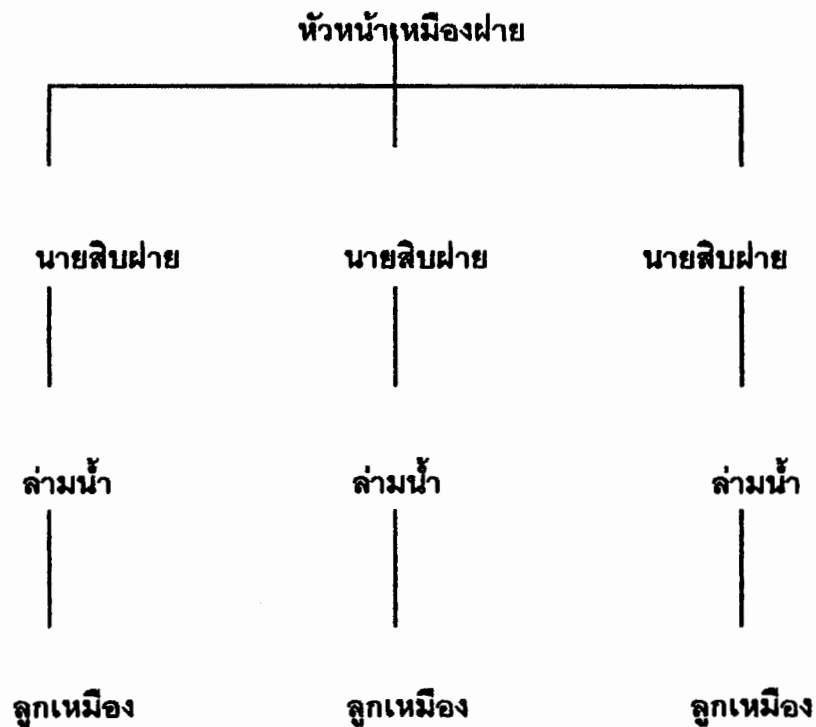 หัวหน้าเหมืองฝาย
นายสิบฝาย นายสิบฝาย นายสิบฝาย
ล่ามน้ำ ล่ามน้ำ ล่ามน้ำ
ลูกเหมือง ลูกเหมือง ลูกเหมือง